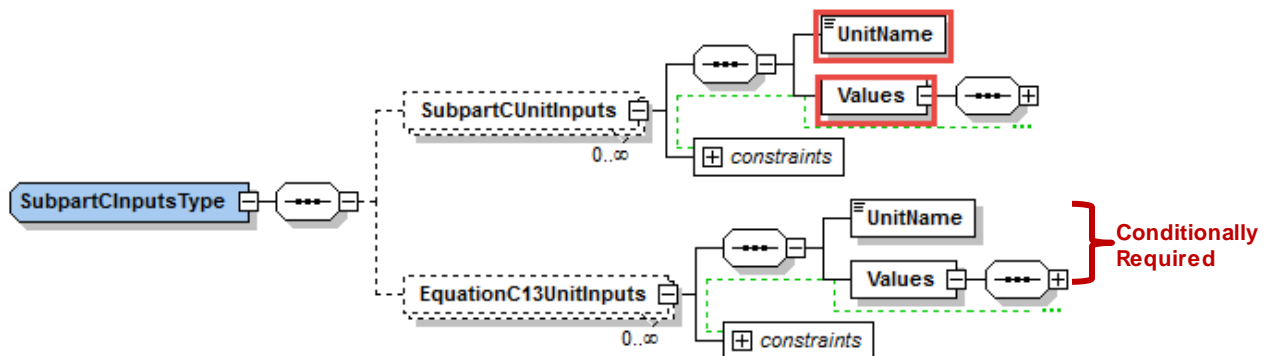 UnitName
SubpartCUnitInputs
Values
0..∞
constraints
SubpartCInputsType
UnitName
Conditionally
Required
EquationC13UnitInputs
Values
0..∞
constraints